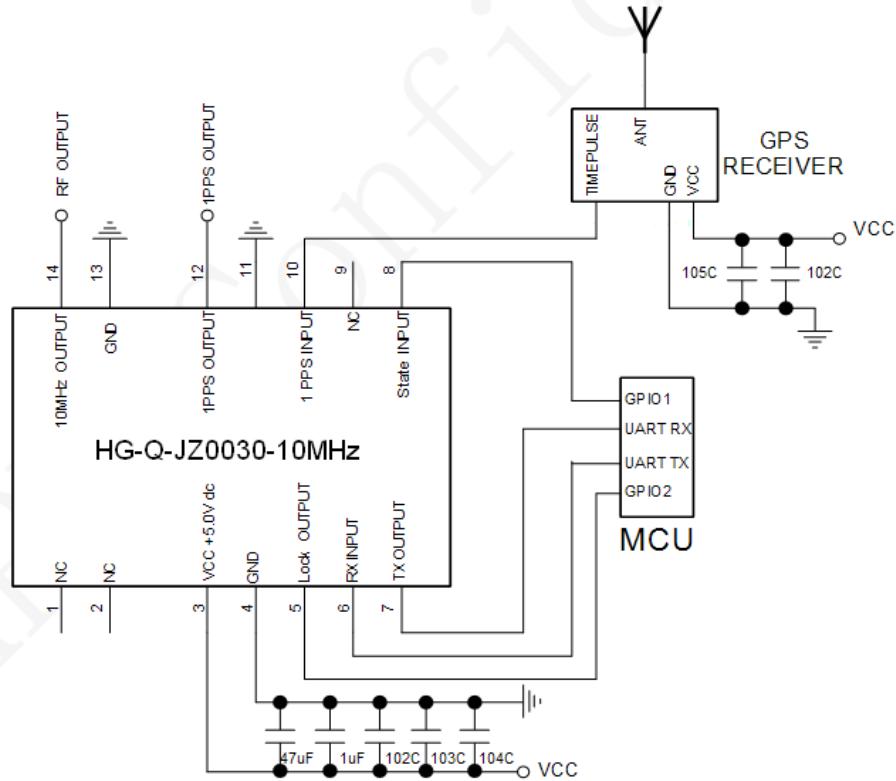 RF OUTPUT
1PPS OUTPUT
TIMEPULSE
ANT
GND
VCC
GPS
RECEIVER
VCC
105C
102C
14
13
12
11
10
9
8
10MHz OUTPUT
GND
1PPS OUTPUT
1 PPS INPUT
NC
State INPUT
HG-Q-JZ0030-10MHz
NC
NC
VCC +5.0V dc
GND
Lock OUTPUT
RX INPUT
TX OUTPUT
1
2
3
4
5
6
7
GPIO1
UART RX
UART TX
GPIO2
MCU
47uF
1uF
102C
103C
104C
VCC
Confi